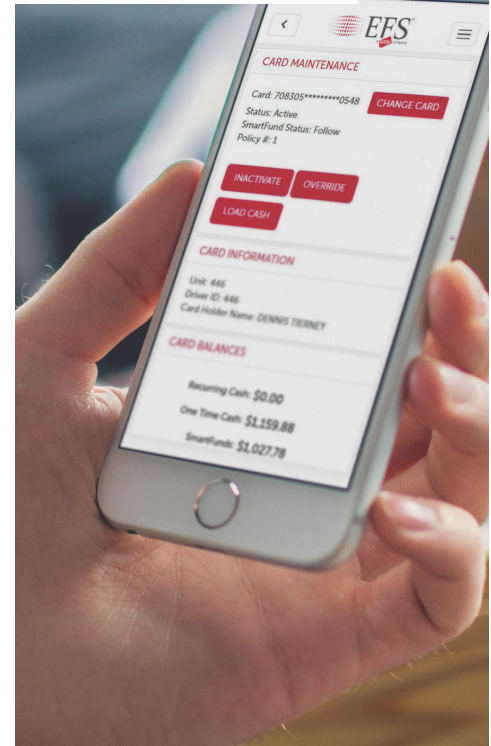 EFS
CARD MAINTENANCE
Card: 708305*********0548
CHANGE CARD
Status: Active
SmartFund Status: Follow
Policy #: 1
INACTIVATE
OVERRIDE
LOAD CASH
CARD INFORMATION
Unit: 446
Driver ID: 446
Card Holder Name: DENNIS TIERNEY
CARD BALANCES
Recurring Cash: $0.00
One Time Cash: $1,159.88
SmartFunds: $1,027.78